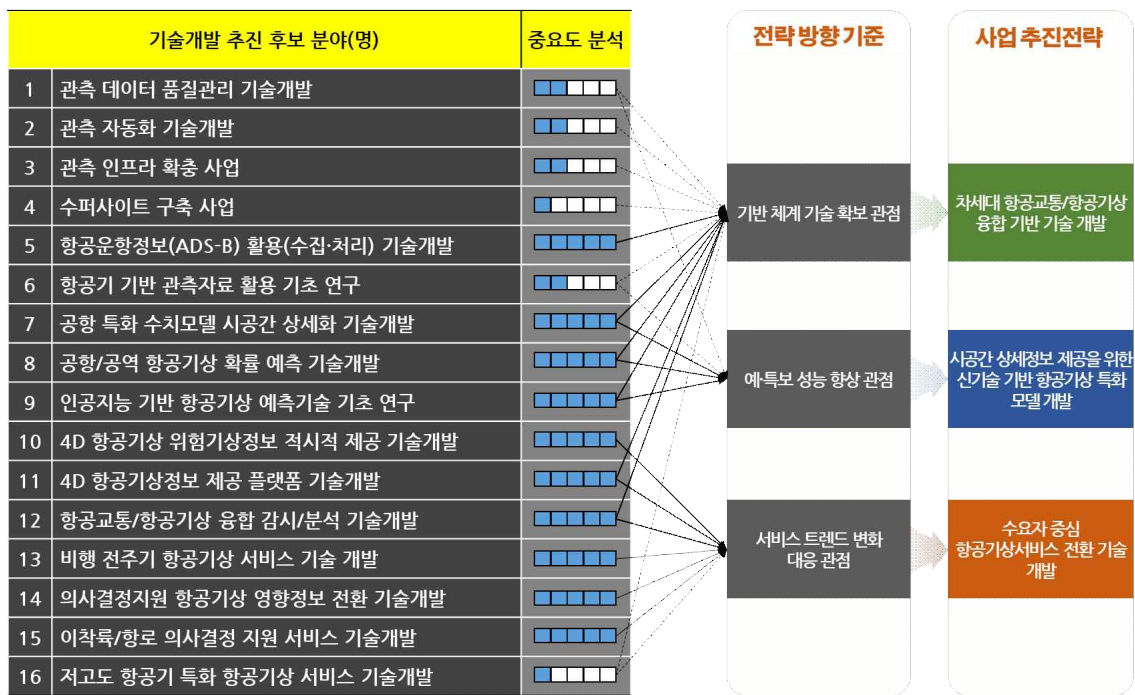 기술개발 추진 후보 분야(명)
중요도 분석
1 관측 데이터 품질관리 기술개발
2 관측 자동화 기술개발
3 관측 인프라 확충 사업
4 수퍼사이트 구축 사업
5 항공운항정보(ADS-B) 활용(수집·처리) 기술개발
6 항공기 기반 관측자료 활용 기초 연구
7 공항 특화 수치모델 시공간 상세화 기술개발
8 공항/공역 항공기상 확률 예측 기술개발
9 인공지능 기반 항공기상 예측기술 기초 연구
10 4D 항공기상 위험기상정보 적시적 제공 기술개발
11 4D 항공기상정보 제공 플랫폼 기술개발
12 항공교통/항공기상 융합 감시/분석 기술개발
13 비행 전주기 항공기상 서비스 기술 개발
14 의사결정지원 항공기상 영향정보 전환 기술개발
15 이착륙/항로 의사결정 지원 서비스 기술개발
16 저고도 항공기 특화 항공기상 서비스 기술개발
전략 방향 기준
기반 체계 기술 확보 관점
예·특보 성능 향상 관점
서비스 트렌드 변화
대응 관점
사업 추진전략
차세대 항공교통/항공기상
융합 기반 기술 개발
시공간 상세정보 제공을 위한
신기술 기반 항공기상 특화
모델 개발
수요자 중심
항공기상서비스 전환 기술
개발